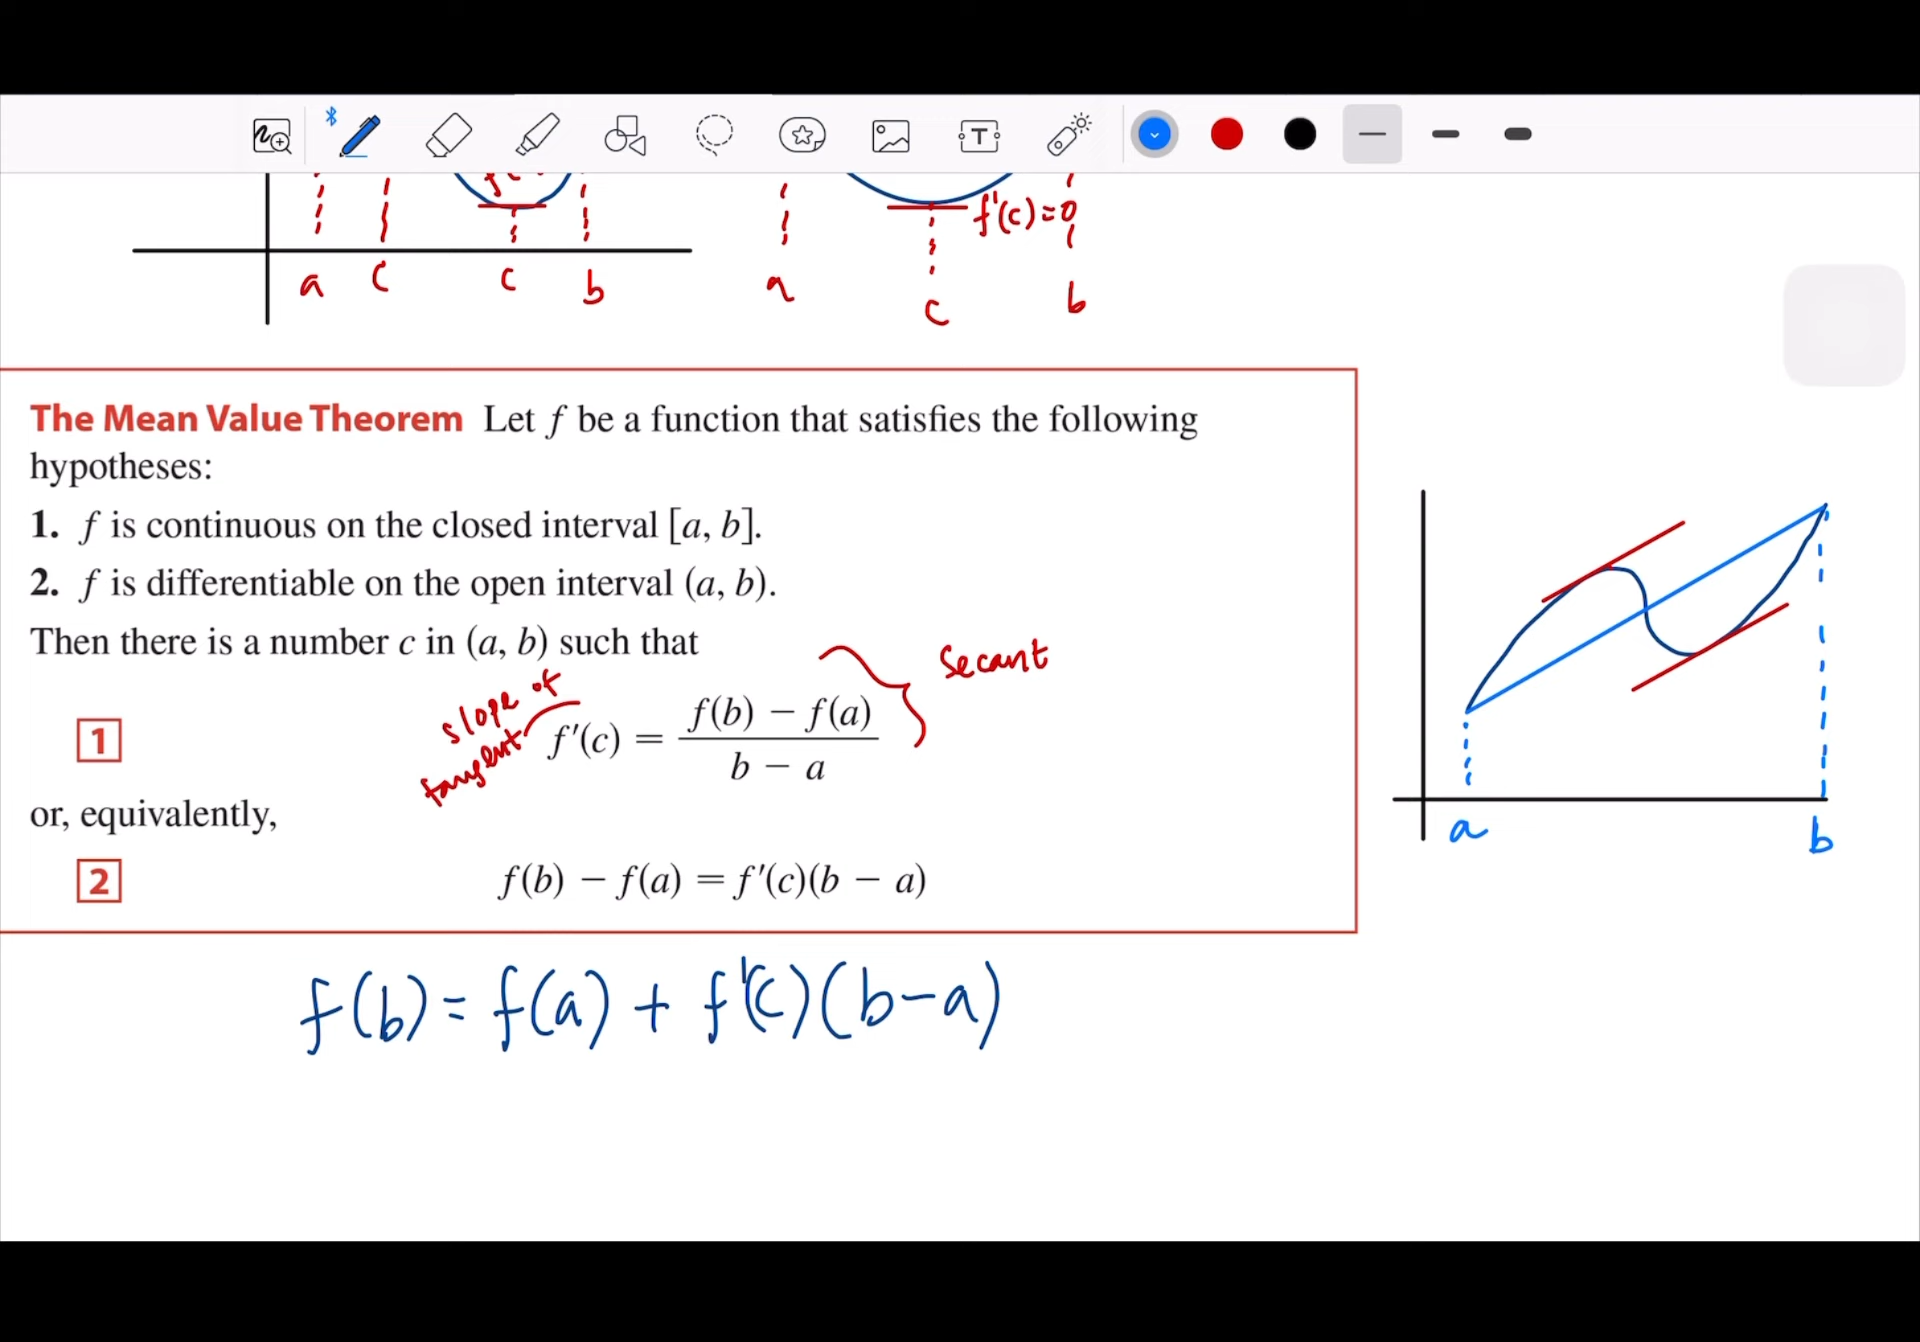 f'(c) = 0
a c c b a c b
The Mean Value Theorem Let f be a function that satisfies the following
hypotheses:
1. f is continuous on the closed interval [a, b].
2. f is differentiable on the open interval (a, b).
Then there is a number c in (a, b) such that
slope of
tangent
secant
1 f'(c) = \frac{f(b) − f(a)}{b − a}
or, equivalently,
2 f(b) − f(a) = f'(c)(b − a)
a b
f(b) = f(a) + f'(c)(b-a)